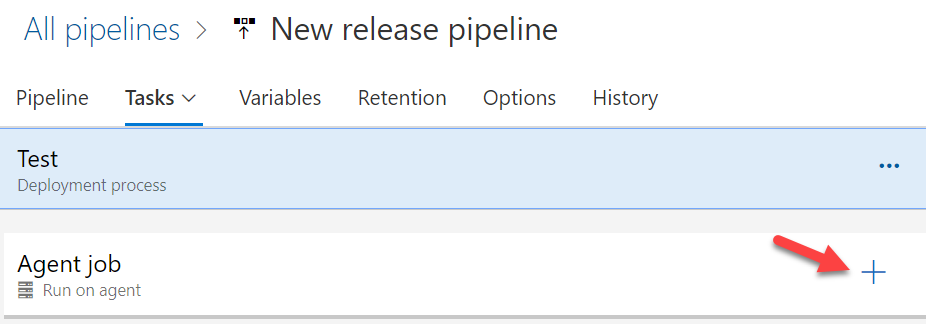 All pipelines > New release pipeline
Pipeline Tasks Variables Retention Options History
Test
Deployment process
Agent job
Run on agent